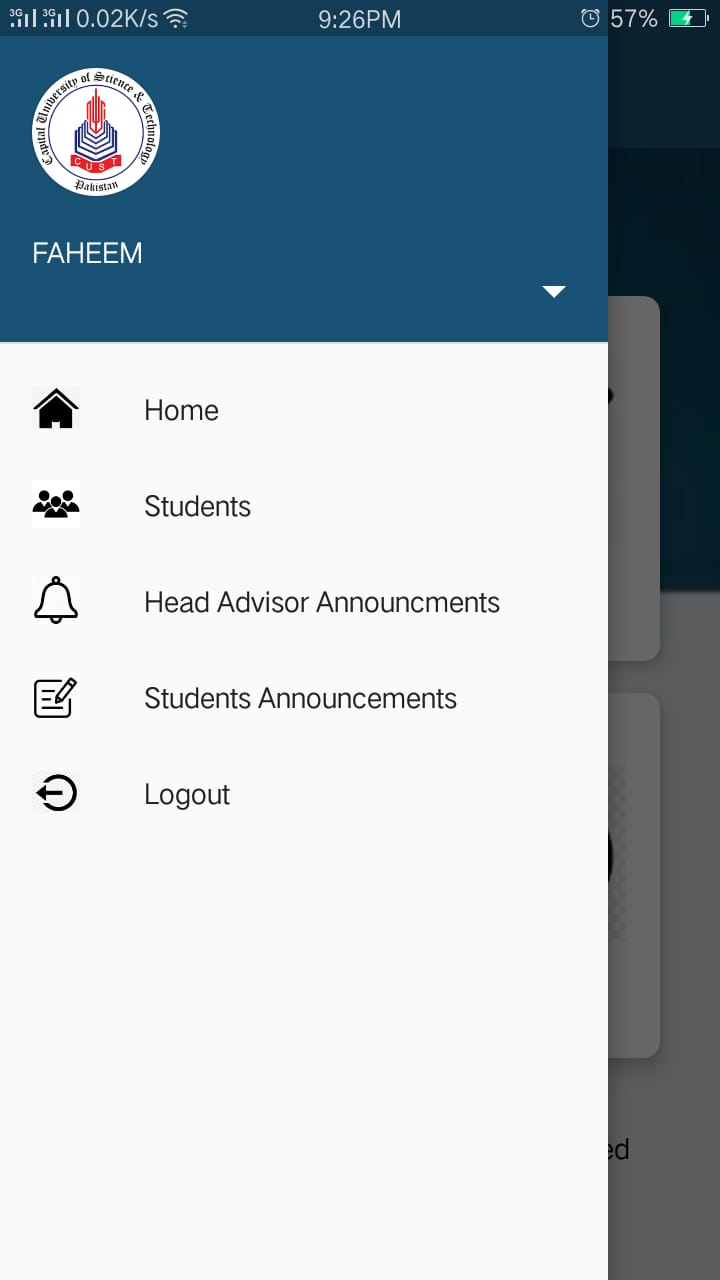 3G 3G 0.02K/s 9:26PM 57%
Capital University of Science & Technology
C U S T
Pakistan
FAHEEM
Home
Students
Head Advisor Announcments
Students Announcements
Logout
ed